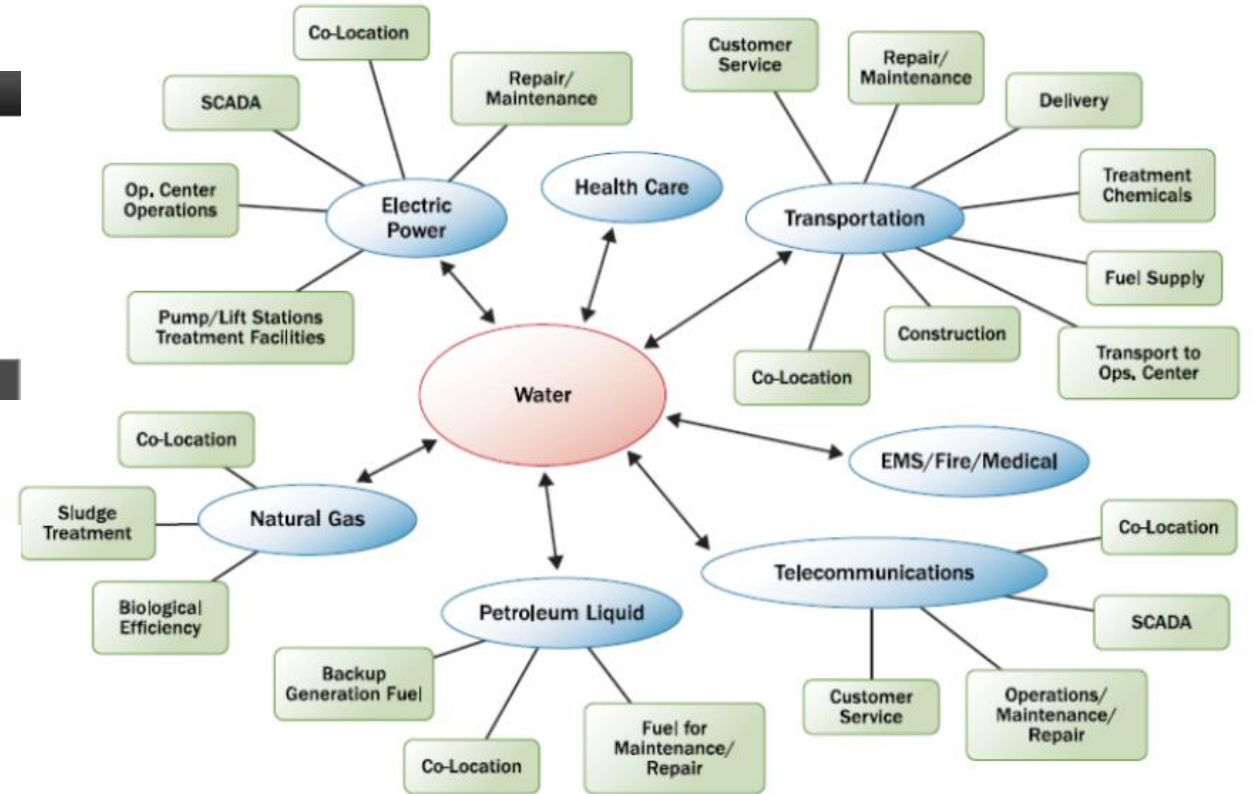 Co-Location
SCADA
Repair/
Maintenance
Op. Center
Operations
Electric
Power
Pump/Lift Stations
Treatment Facilities
Health Care
Customer
Service
Repair/
Maintenance
Delivery
Treatment
Chemicals
Transportation
Fuel Supply
Construction
Transport to
Ops. Center
Co-Location
Water
EMS/Fire/Medical
Co-Location
Sludge
Treatment
Natural Gas
Biological
Efficiency
Petroleum Liquid
Backup
Generation Fuel
Co-Location
Fuel for
Maintenance/
Repair
Telecommunications
Co-Location
SCADA
Customer
Service
Operations/
Maintenance/
Repair